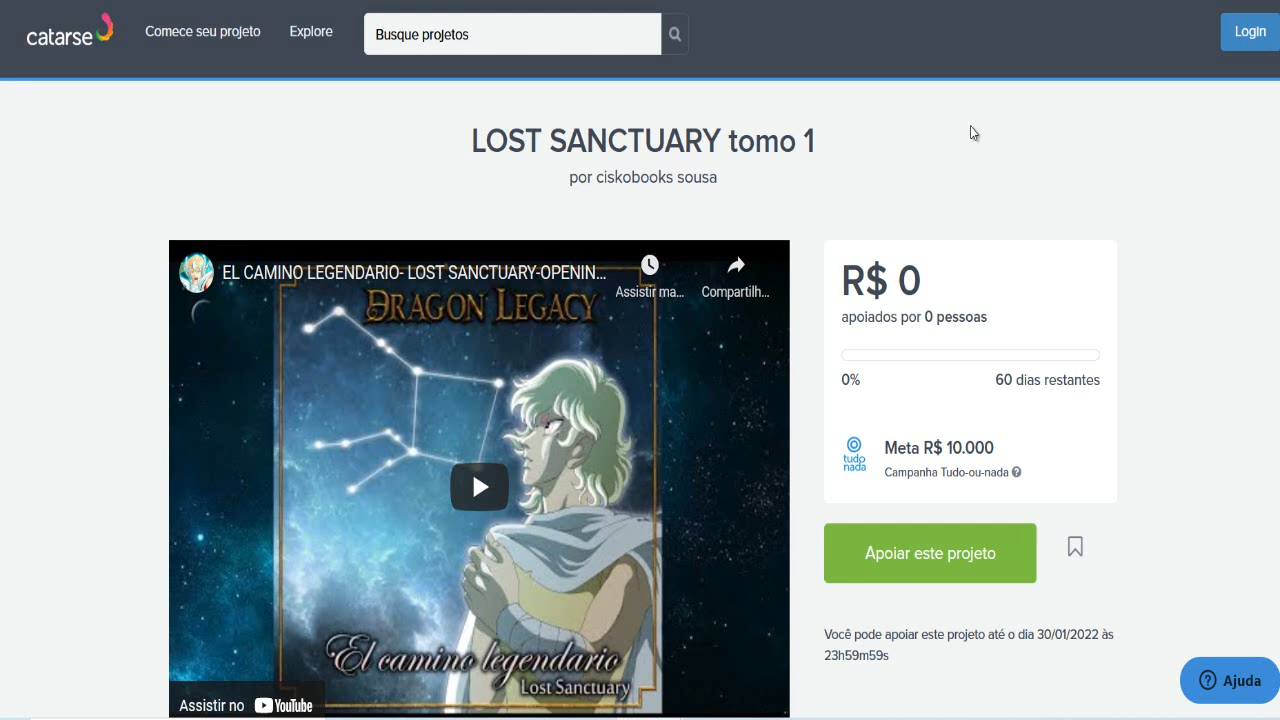 catarse
Comece seu projeto
Explore
Busque projetos
Login
LOST SANCTUARY tomo 1
por ciskobooks sousa
EL CAMINO LEGENDARIO- LOST SANCTUARY-OPENIN...
Assistir ma...
Compartilh...
DRAGON LEGACY
El camino legendario
Lost Sanctuary
Assistir no YouTube
R$ 0
apoiados por 0 pessoas
0%
60 dias restantes
tudo
nada
Meta R$ 10.000
Campanha Tudo-ou-nada
Apoiar este projeto
Você pode apoiar este projeto até o dia 30/01/2022 às
23h59m59s
Ajuda